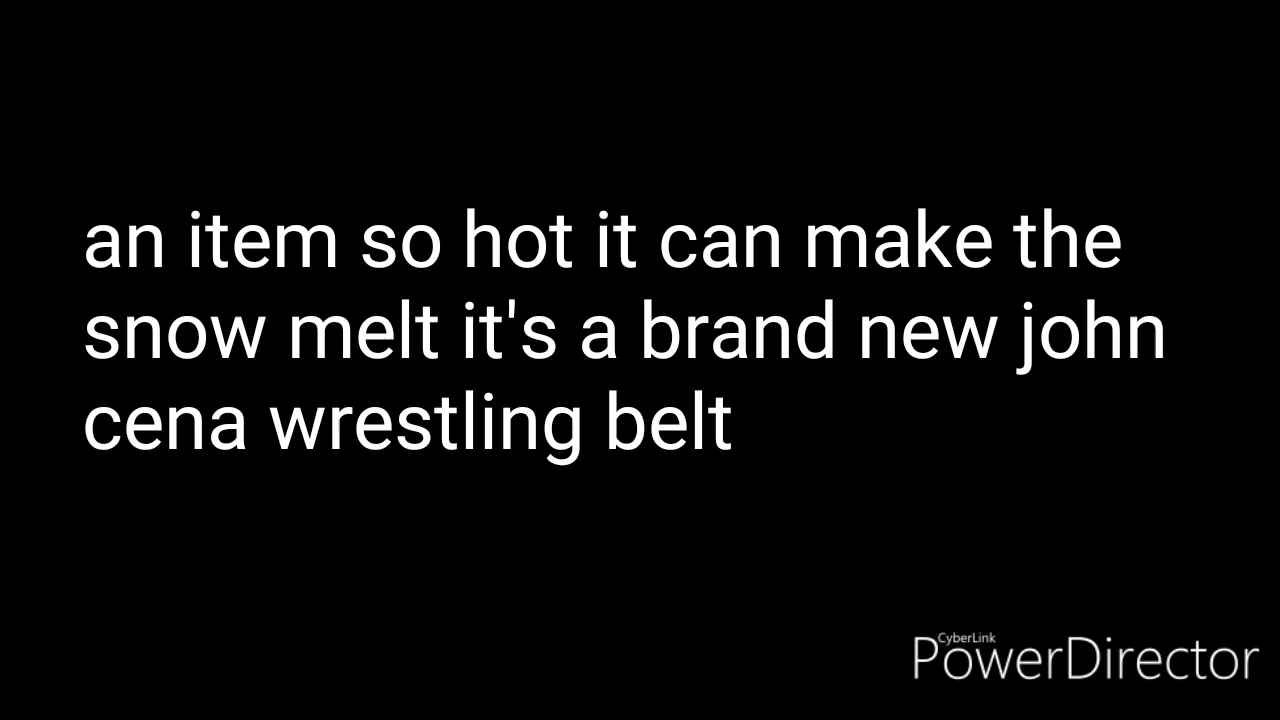 an item so hot it can make the
snow melt it's a brand new john
cena wrestling belt
CyberLink
PowerDirector